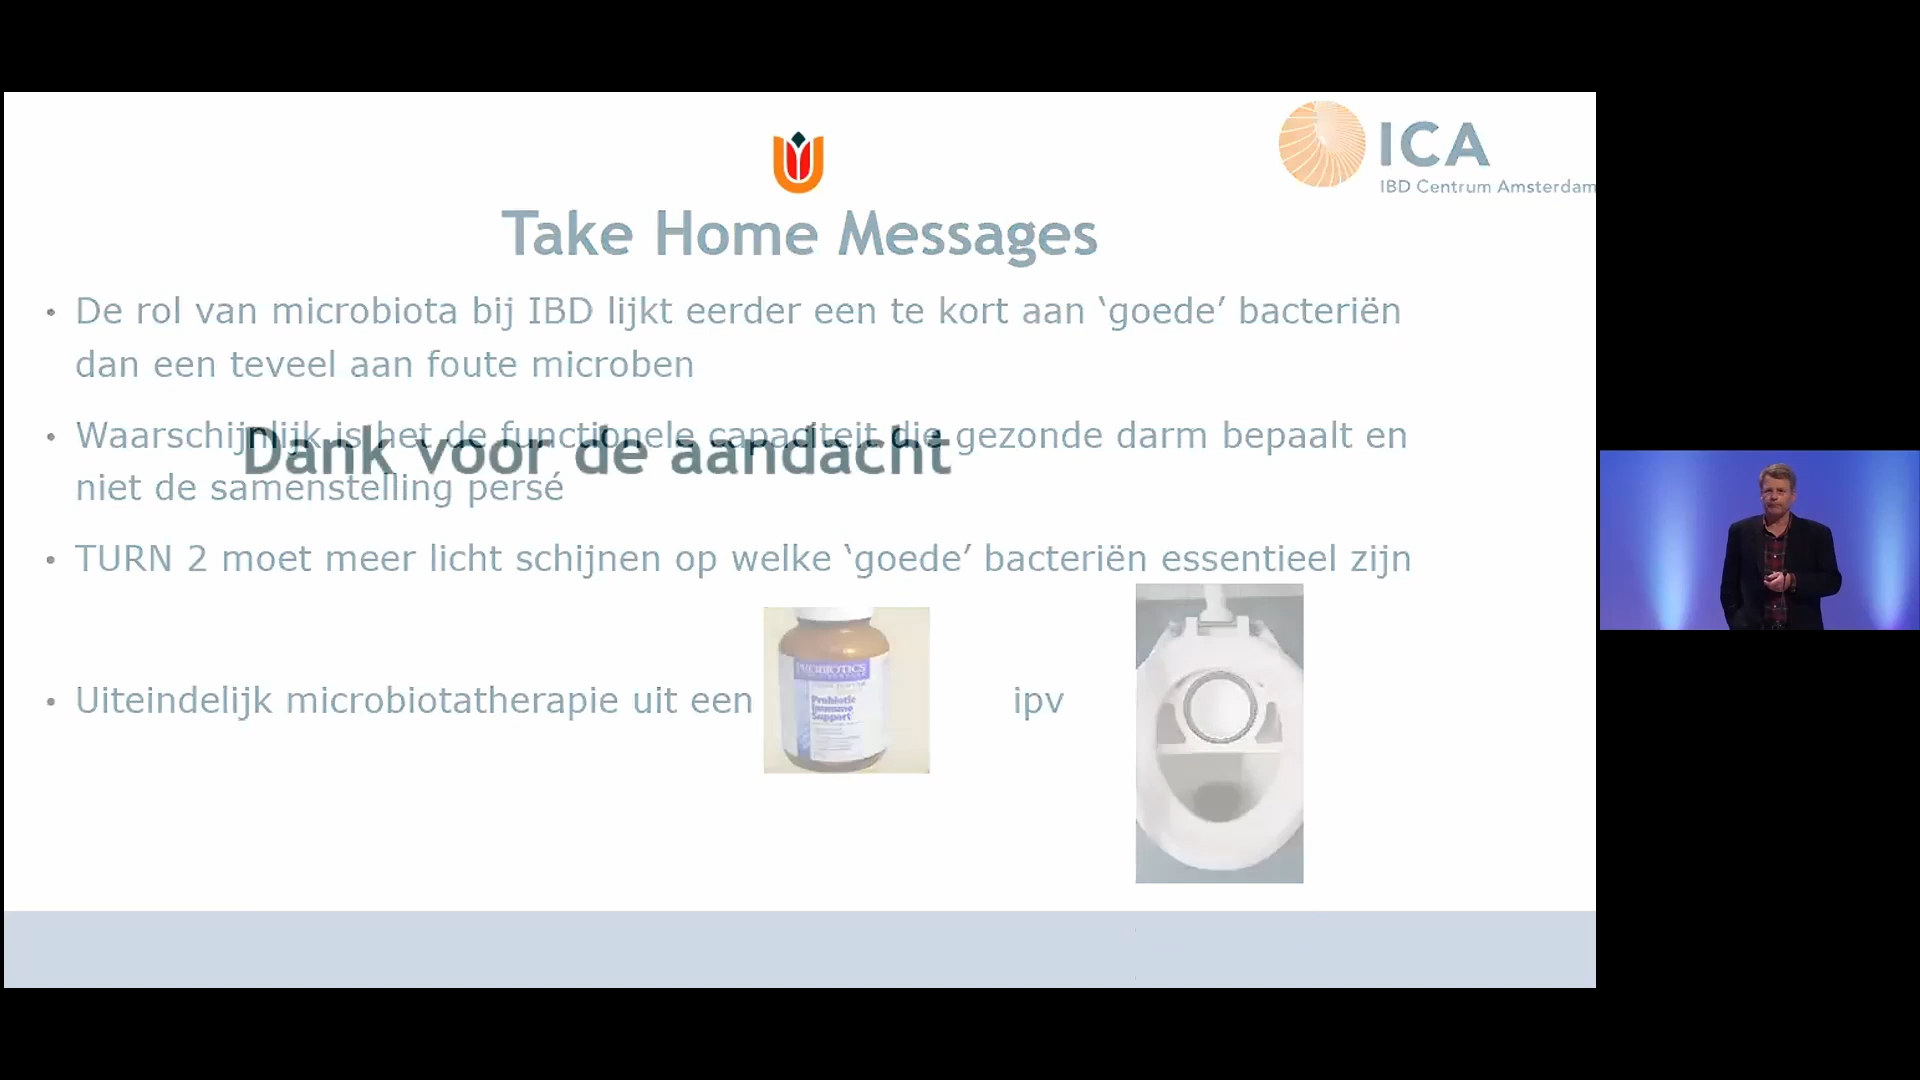 ICA
IBD Centrum Amsterdam
Take Home Messages
• De rol van microbiota bij IBD lijkt eerder een te kort aan ‘goede’ bacteriën
dan een teveel aan foute microben
• Waarschijnlijk is het de functionele capaciteit die gezonde darm bepaalt en
Dank voor de aandacht
niet de samenstelling persé
• TURN 2 moet meer licht schijnen op welke ‘goede’ bacteriën essentieel zijn
PROBIOTICS
Probiotic
Immune
Support
• Uiteindelijk microbiotatherapie uit een ipv